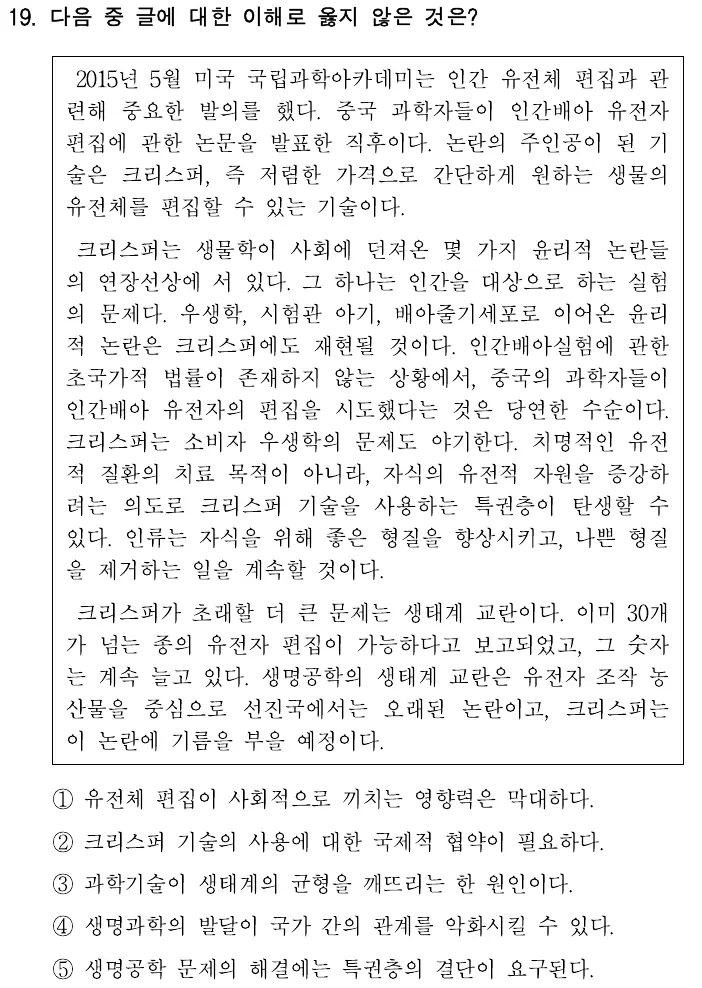 19. 다음 중 글에 대한 이해로 옳지 않은 것은?
2015년 5월 미국 국립과학아카데미는 인간 유전체 편집과 관
련해 중요한 발의를 했다. 중국 과학자들이 인간배아 유전자
편집에 관한 논문을 발표한 직후이다. 논란의 주인공이 된 기
술은 크리스퍼, 즉 저렴한 가격으로 간단하게 원하는 생물의
유전체를 편집할 수 있는 기술이다.
크리스퍼는 생물학이 사회에 던져온 몇 가지 윤리적 논란들
의 연장선상에 서 있다. 그 하나는 인간을 대상으로 하는 실험
의 문제다. 우생학, 시험관 아기, 배아줄기세포로 이어온 윤리
적 논란은 크리스퍼에도 재현될 것이다. 인간배아실험에 관한
초국가적 법률이 존재하지 않는 상황에서, 중국의 과학자들이
인간배아 유전자의 편집을 시도했다는 것은 당연한 수순이다.
크리스퍼는 소비자 우생학의 문제도 야기한다. 치명적인 유전
적 질환의 치료 목적이 아니라, 자식의 유전적 자원을 증강하
려는 의도로 크리스퍼 기술을 사용하는 특권층이 탄생할 수
있다. 인류는 자식을 위해 좋은 형질을 향상시키고, 나쁜 형질
을 제거하는 일을 계속할 것이다.
크리스퍼가 초래할 더 큰 문제는 생태계 교란이다. 이미 30개
가 넘는 종의 유전자 편집이 가능하다고 보고되었고, 그 숫자
는 계속 늘고 있다. 생명공학의 생태계 교란은 유전자 조작 농
산물을 중심으로 선진국에서는 오래된 논란이고, 크리스퍼는
이 논란에 기름을 부을 예정이다.
① 유전체 편집이 사회적으로 끼치는 영향력은 막대하다.
② 크리스퍼 기술의 사용에 대한 국제적 협약이 필요하다.
③ 과학기술이 생태계의 균형을 깨뜨리는 한 원인이다.
④ 생명과학의 발달이 국가 간의 관계를 악화시킬 수 있다.
⑤ 생명공학 문제의 해결에는 특권층의 결단이 요구된다.